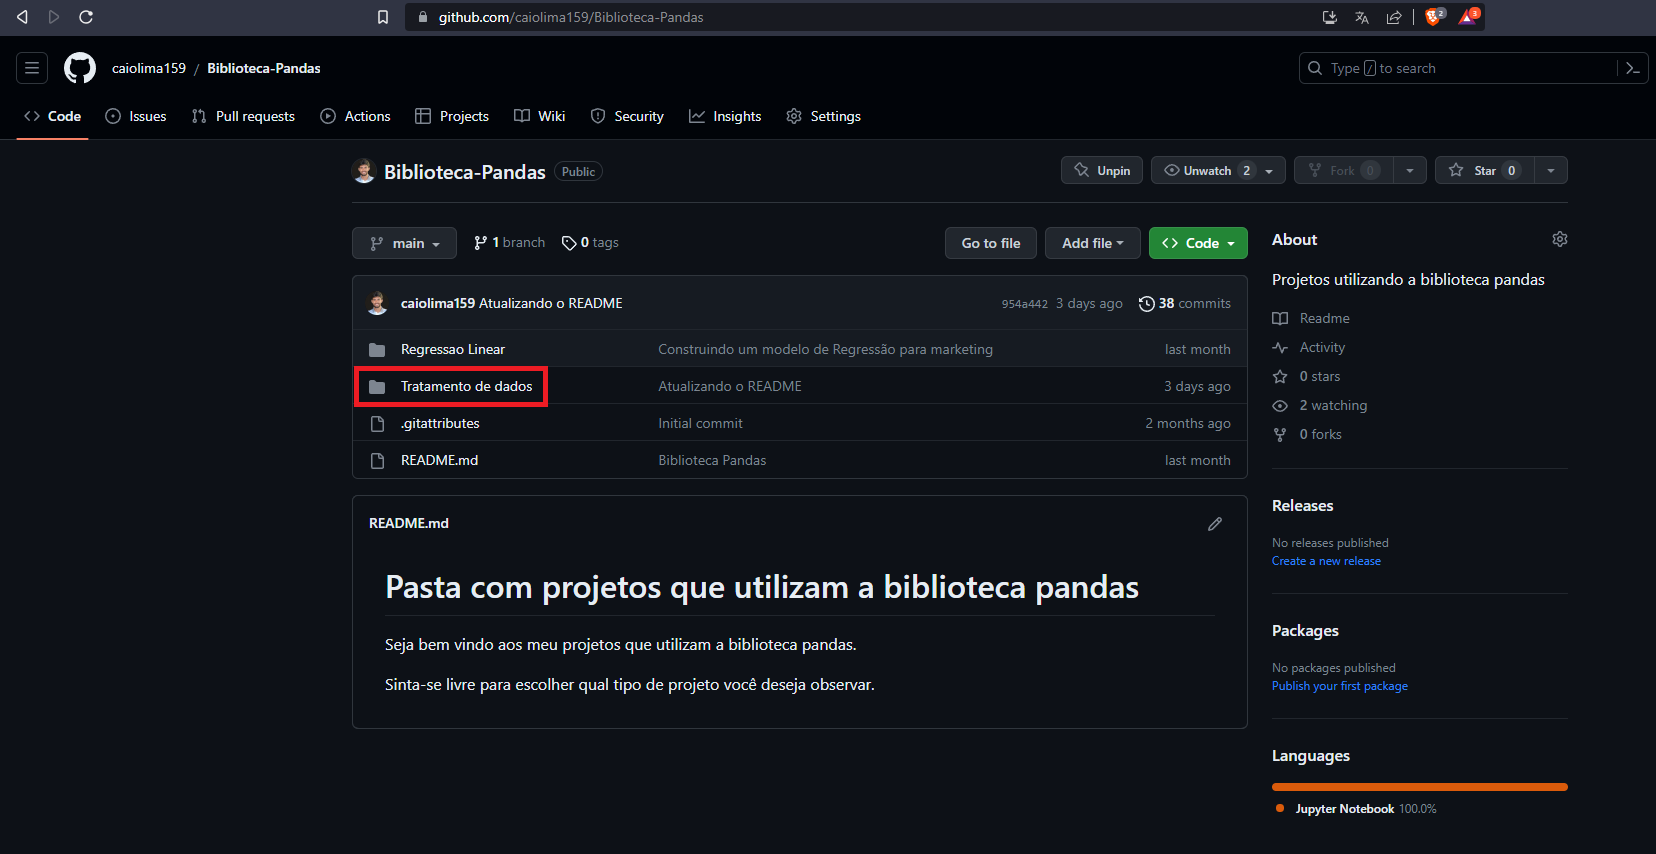 github.com/caiolima159/Biblioteca-Pandas
2
3
caiolima159 / Biblioteca-Pandas
Type / to search
Code Issues Pull requests Actions Projects Wiki Security Insights Settings
Biblioteca-Pandas Public
Unpin Unwatch 2 Fork 0 Star 0
main 1 branch 0 tags Go to file Add file Code
caiolima159 Atualizando o README 954a442 3 days ago 38 commits
Regressao Linear Construindo um modelo de Regressão para marketing last month
Tratamento de dados Atualizando o README 3 days ago
.gitattributes Initial commit 2 months ago
README.md Biblioteca Pandas last month
README.md
Pasta com projetos que utilizam a biblioteca pandas
Seja bem vindo aos meu projetos que utilizam a biblioteca pandas.
Sinta-se livre para escolher qual tipo de projeto você deseja observar.
About
Projetos utilizando a biblioteca pandas
Readme
Activity
0 stars
2 watching
0 forks
Releases
No releases published
Create a new release
Packages
No packages published
Publish your first package
Languages
Jupyter Notebook 100.0%